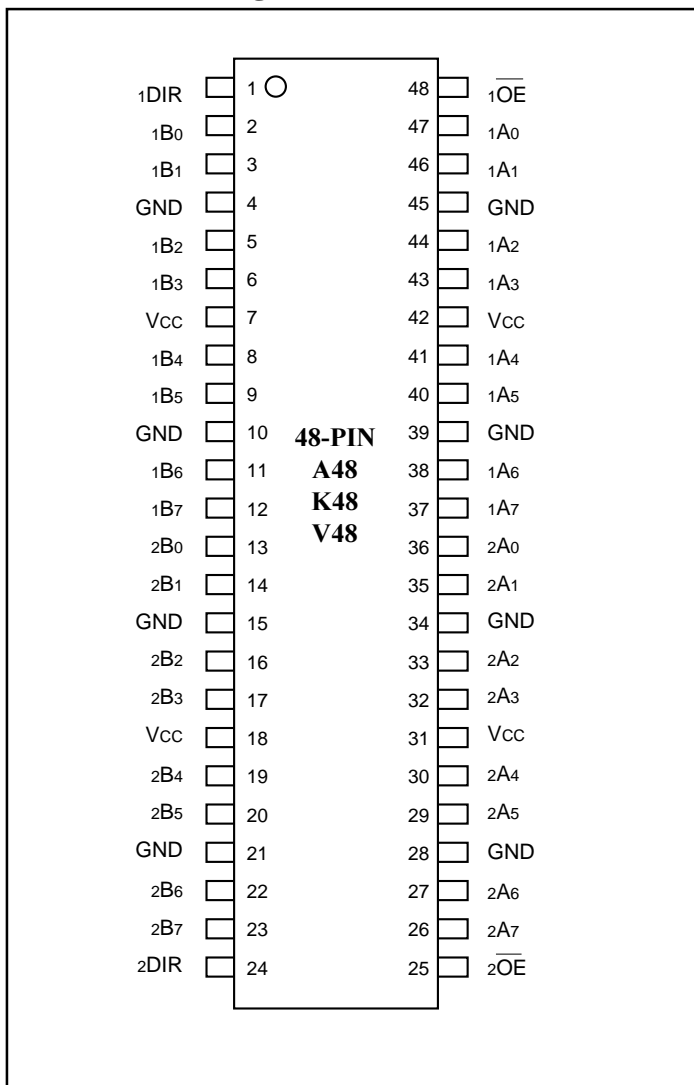 1DIR 1 48 1O̅E̅
1B0 2 47 1A0
1B1 3 46 1A1
GND 4 45 GND
1B2 5 44 1A2
1B3 6 43 1A3
VCC 7 42 VCC
1B4 8 41 1A4
1B5 9 40 1A5
GND 10 39 GND
1B6 11 38 1A6
1B7 12 37 1A7
2B0 13 36 2A0
2B1 14 35 2A1
GND 15 34 GND
2B2 16 33 2A2
2B3 17 32 2A3
VCC 18 31 VCC
2B4 19 30 2A4
2B5 20 29 2A5
GND 21 28 GND
2B6 22 27 2A6
2B7 23 26 2A7
2DIR 24 25 2O̅E̅
48-PIN
A48
K48
V48